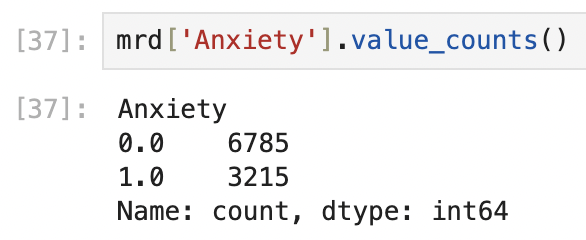 [37]: mrd['Anxiety'].value_counts()
[37]: Anxiety
0.0    6785
1.0    3215
Name: count, dtype: int64